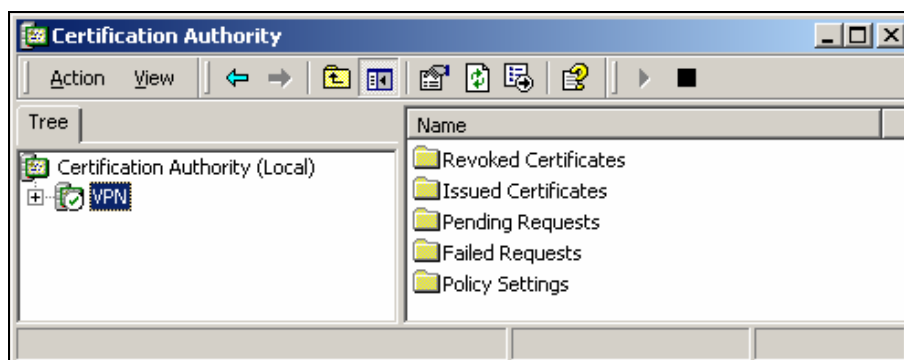 Certification Authority
Action View
Tree
Name
Certification Authority (Local)
VPN
Revoked Certificates
Issued Certificates
Pending Requests
Failed Requests
Policy Settings